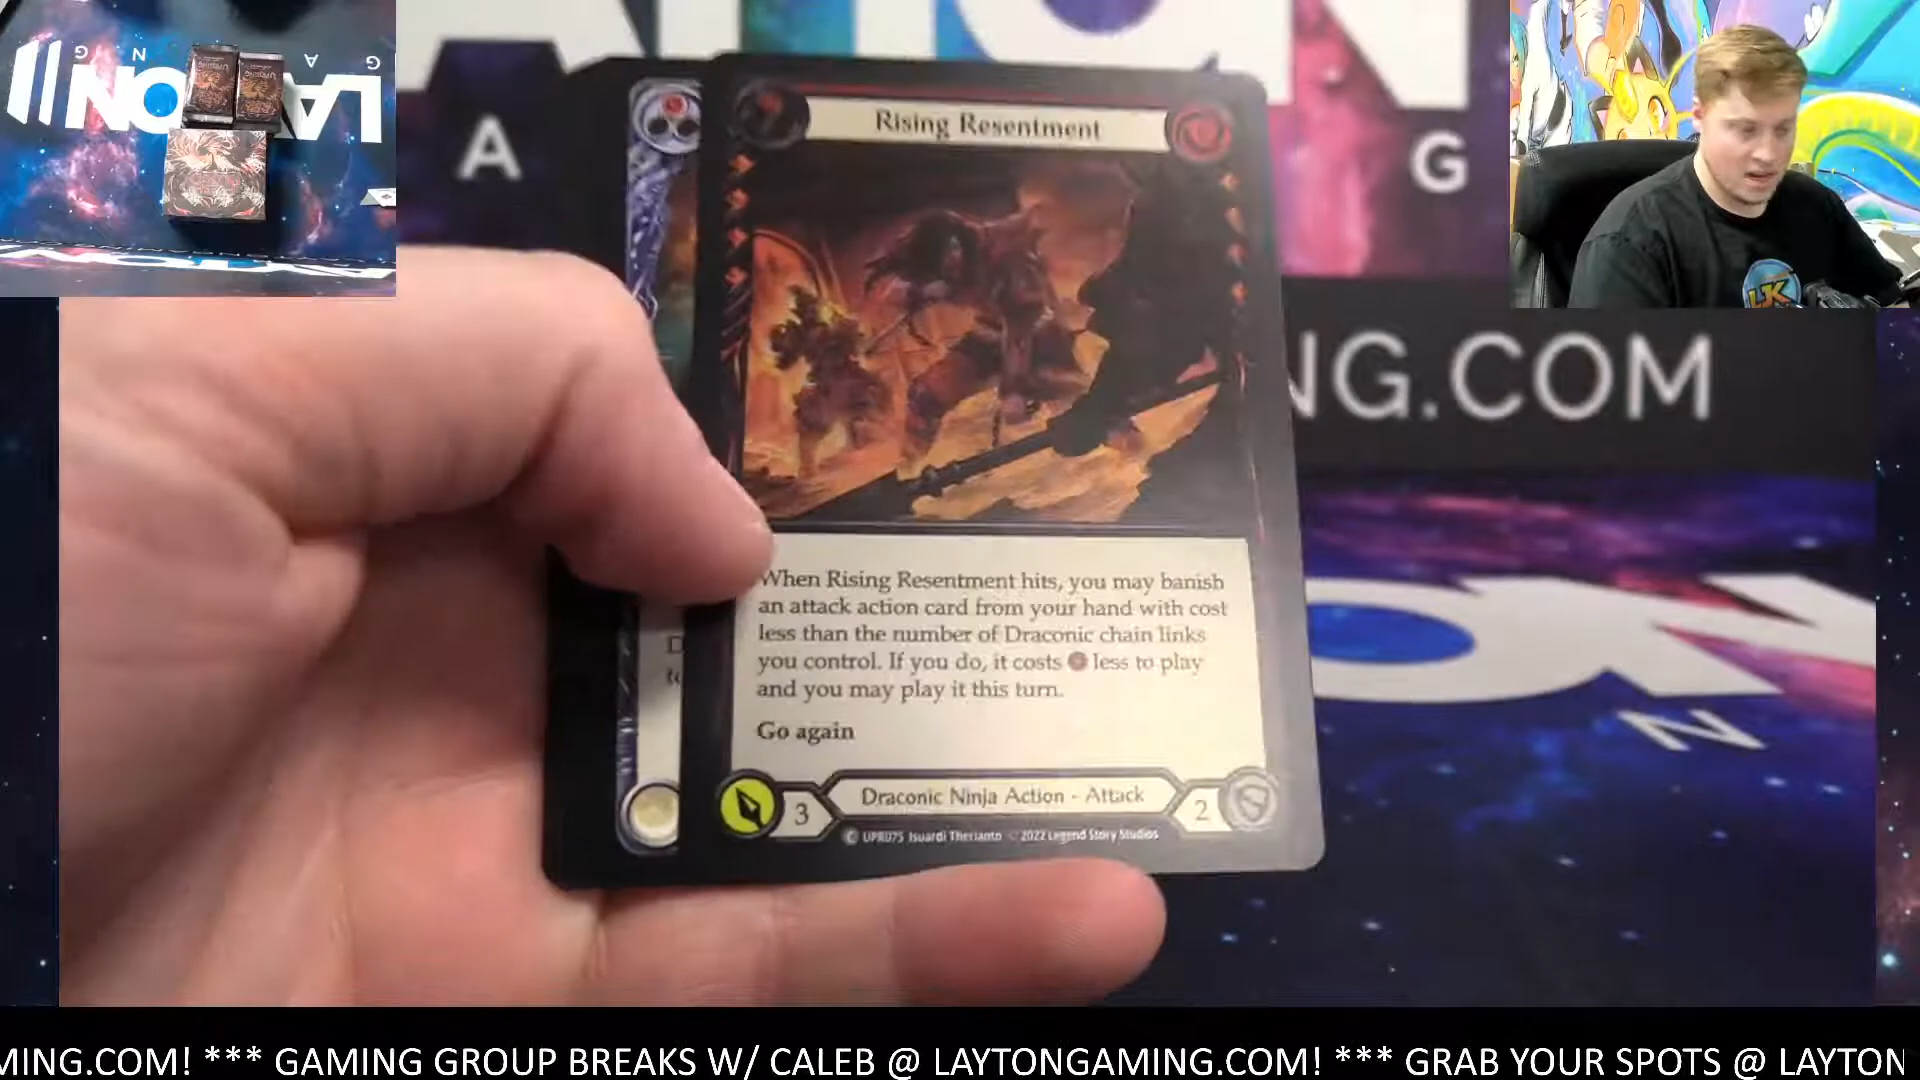 Rising Resentment
A
G
NG.COM
When Rising Resentment hits, you may banish
an attack action card from your hand with cost
less than the number of Draconic chain links
you control. If you do, it costs less to play
and you may play it this turn.
Go again
3
Draconic Ninja Action - Attack
2
C UPR075 Isuardi Therianto © 2022 Legend Story Studios
N
UPRISING
LK
MING.COM! *** GAMING GROUP BREAKS W/ CALEB @ LAYTONGAMING.COM! *** GRAB YOUR SPOTS @ LAYTON